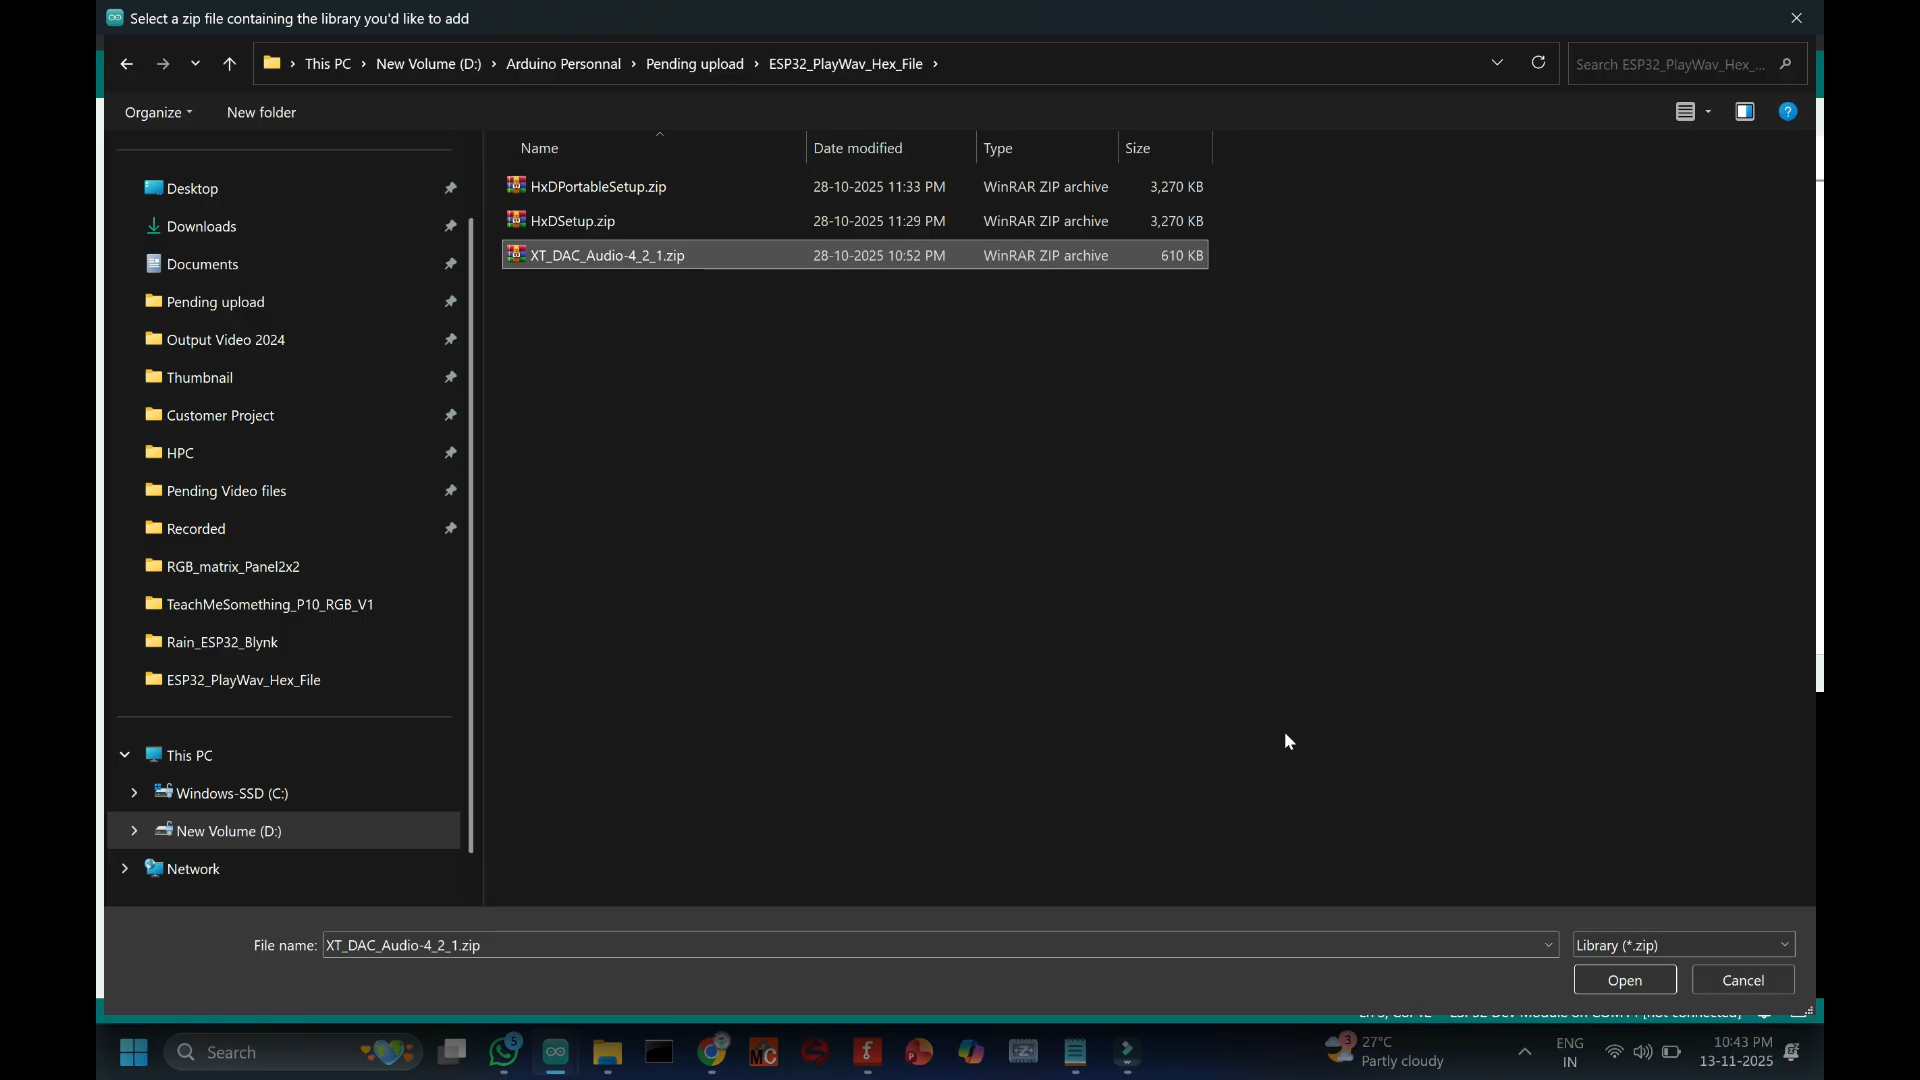 Select a zip file containing the library you'd like to add
This PC
New Volume (D:)
Arduino Personnal
Pending upload
ESP32_PlayWav_Hex_File
Search ESP32_PlayWav_Hex_...
Organize
New folder
Name
Date modified
Type
Size
HxDPortableSetup.zip 28-10-2025 11:33 PM WinRAR ZIP archive 3,270 KB
HxDSetup.zip 28-10-2025 11:29 PM WinRAR ZIP archive 3,270 KB
XT_DAC_Audio-4_2_1.zip 28-10-2025 10:52 PM WinRAR ZIP archive 610 KB
Desktop
Downloads
Documents
Pending upload
Output Video 2024
Thumbnail
Customer Project
HPC
Pending Video files
Recorded
RGB_matrix_Panel2x2
TeachMeSomething_P10_RGB_V1
Rain_ESP32_Blynk
ESP32_PlayWav_Hex_File
This PC
Windows-SSD (C:)
New Volume (D:)
Network
File name: XT_DAC_Audio-4_2_1.zip
Library (*.zip)
Open
Cancel
Search
5
3
27°C
Partly cloudy
ENG
IN
10:43 PM
13-11-2025